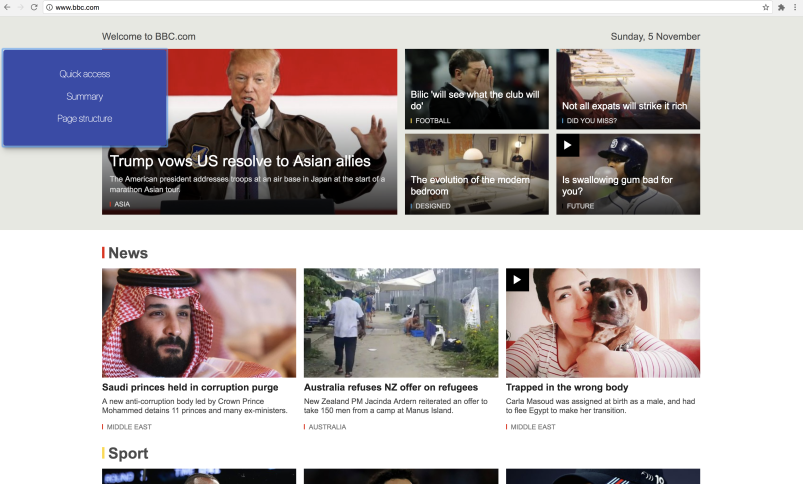 www.bbc.com
Welcome to BBC.com
Sunday, 5 November
Quick access
Summary
Page structure
Trump vows US resolve to Asian allies
The American president addresses troops at an air base in Japan at the start of a
marathon Asian tour.
ASIA
Bilic 'will see what the club will
do'
FOOTBALL
Not all expats will strike it rich
DID YOU MISS?
The evolution of the modern
bedroom
DESIGNED
Is swallowing gum bad for
you?
FUTURE
News
Saudi princes held in corruption purge
A new anti-corruption body led by Crown Prince
Mohammed detains 11 princes and many ex-ministers.
MIDDLE EAST
Australia refuses NZ offer on refugees
New Zealand PM Jacinda Ardern reiterated an offer to
take 150 men from a camp at Manus Island.
AUSTRALIA
Trapped in the wrong body
Carla Masoud was assigned at birth as a male, and had
to flee Egypt to make her transition.
MIDDLE EAST
Sport